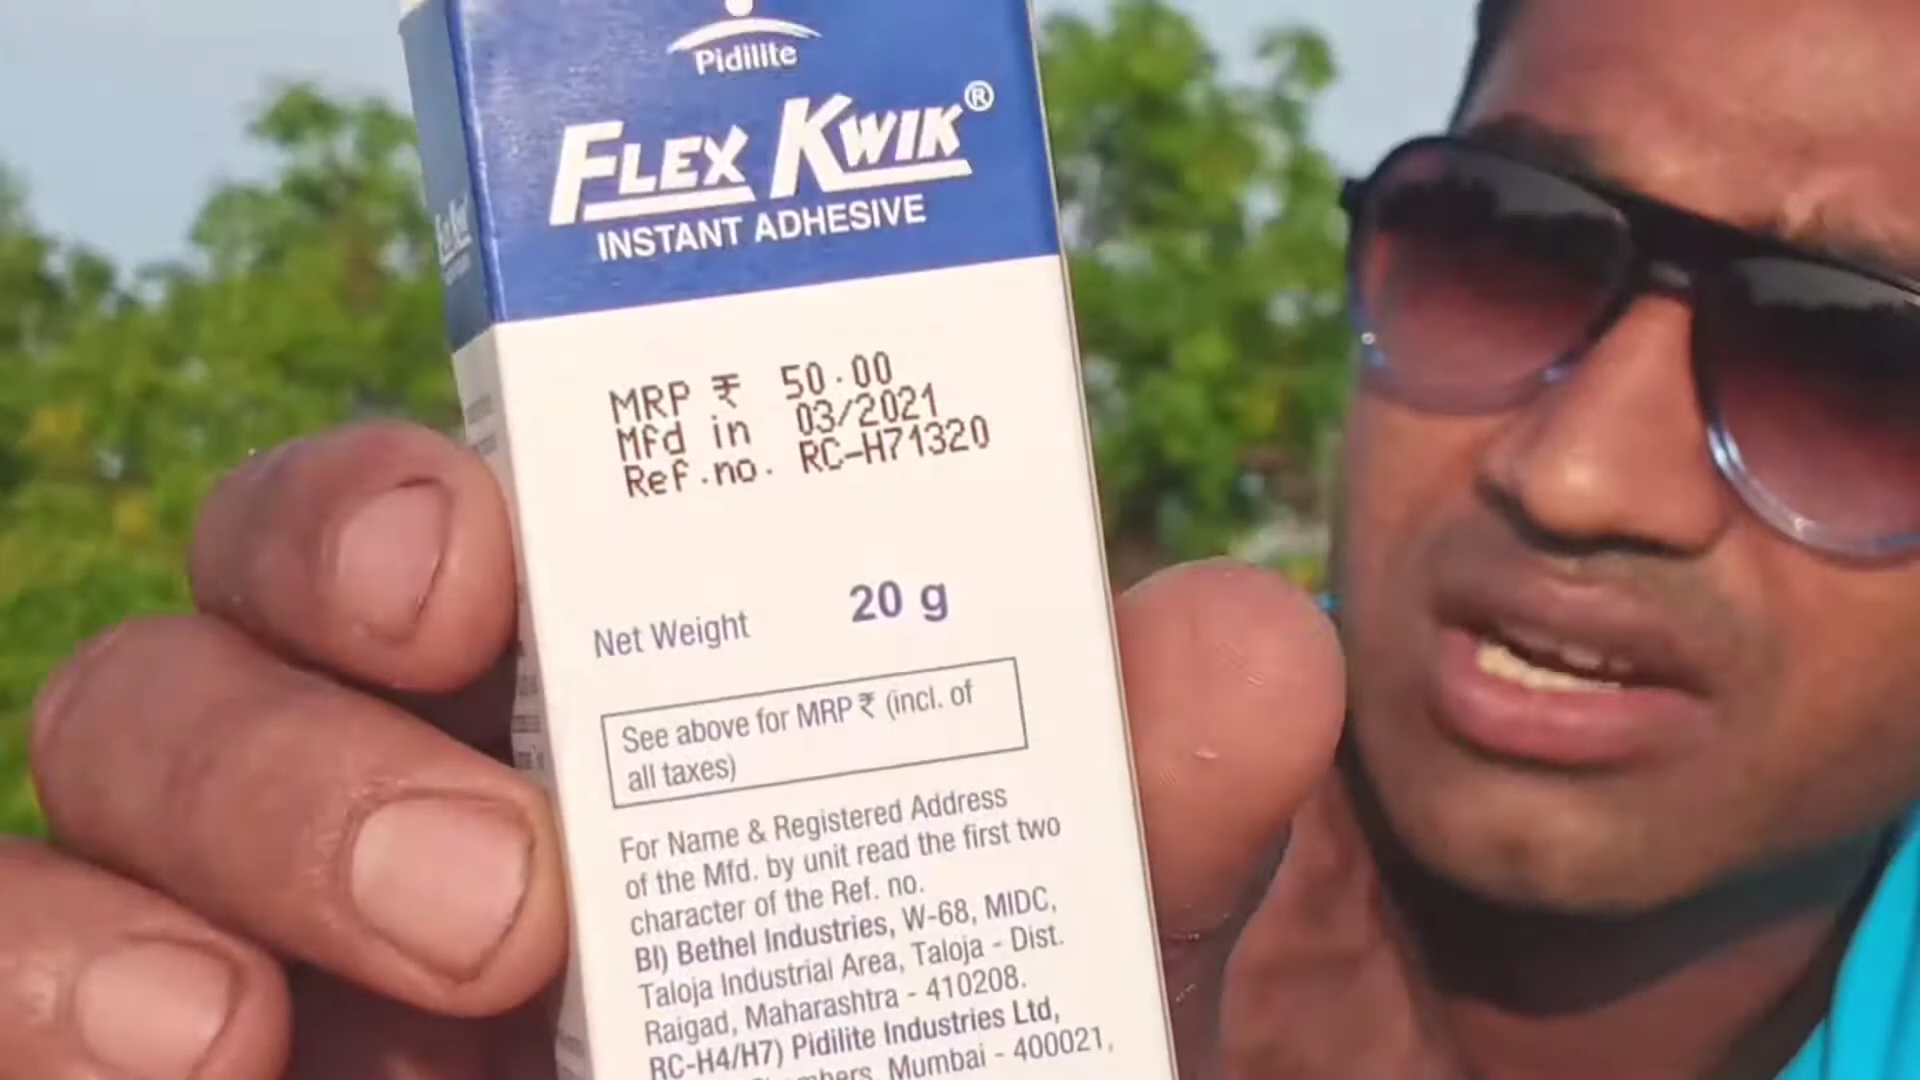 Pidilite
FLEX KWIK®
INSTANT ADHESIVE
MRP ₹ 50.00
Mfd in 03/2021
Ref.no. RC-H71320
Net Weight 20 g
See above for MRP ₹ (incl. of
all taxes)
For Name & Registered Address
of the Mfd. by unit read the first two
character of the Ref. no.
BI) Bethel Industries, W-68, MIDC,
Taloja Industrial Area, Taloja - Dist.
Raigad, Maharashtra - 410208.
RC-H4/H7) Pidilite Industries Ltd,
Mumbai - 400021,